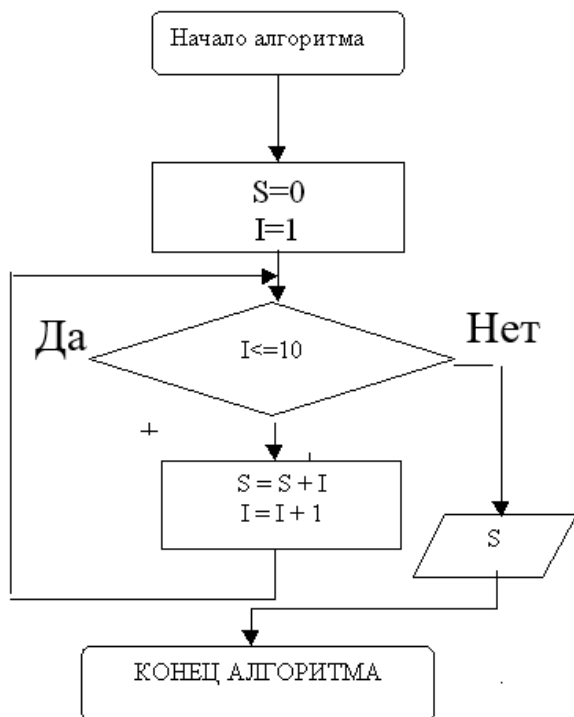 Начало алгоритма
S=0
I=1
Да
Нет
I<=10
S = S + I
I = I + 1
S
КОНЕЦ АЛГОРИТМА